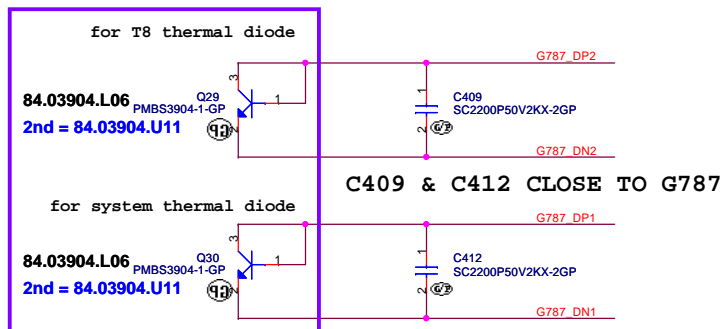 for T8 thermal diode
G787_DP2
3
84.03904.L06
Q29
PMBS3904-1-GP
1
2nd = 84.03904.U11
2
GP
1
C409
SC2200P50V2KX-2GP
2
G/P
G787_DN2
C409 & C412 CLOSE TO G787
for system thermal diode
G787_DP1
3
84.03904.L06
Q30
PMBS3904-1-GP
1
2nd = 84.03904.U11
2
GP
1
C412
SC2200P50V2KX-2GP
2
G/P
G787_DN1